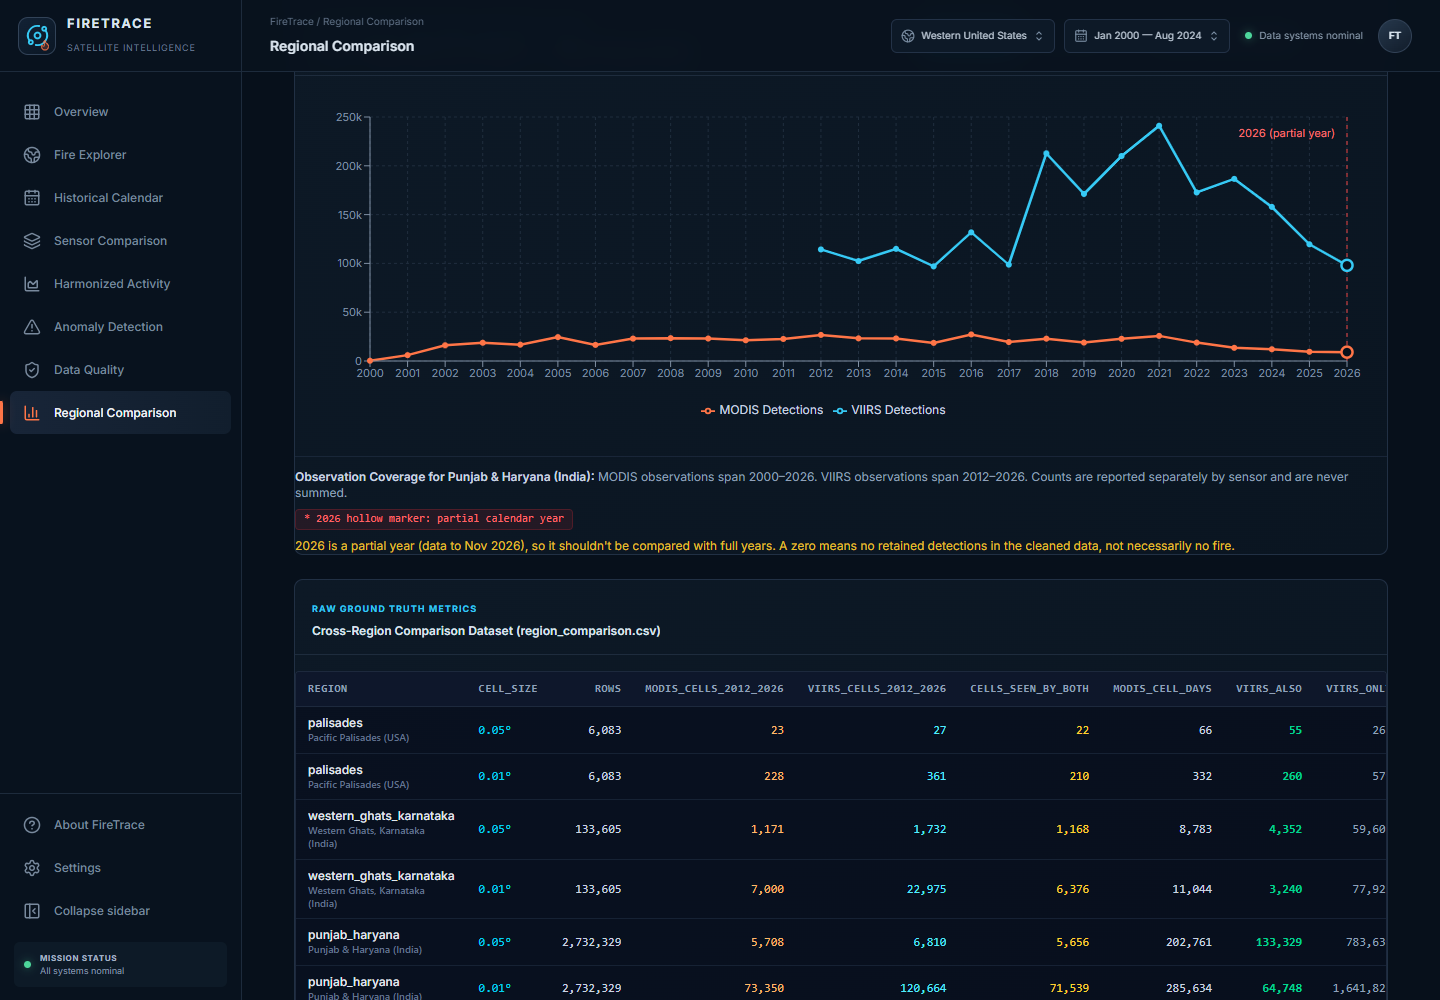 FIRETRACE
SATELLITE INTELLIGENCE
FireTrace / Regional Comparison
Regional Comparison
Western United States
Jan 2000 — Aug 2024
Data systems nominal
FT
Overview
Fire Explorer
Historical Calendar
Sensor Comparison
Harmonized Activity
Anomaly Detection
Data Quality
Regional Comparison
About FireTrace
Settings
Collapse sidebar
MISSION STATUS
All systems nominal
250k
200k
150k
100k
50k
0
2026 (partial year)
2000 2001 2002 2003 2004 2005 2006 2007 2008 2009 2010 2011 2012 2013 2014 2015 2016 2017 2018 2019 2020 2021 2022 2023 2024 2025 2026
MODIS Detections VIIRS Detections
Observation Coverage for Punjab & Haryana (India): MODIS observations span 2000–2026. VIIRS observations span 2012–2026. Counts are reported separately by sensor and are never
summed.
* 2026 hollow marker: partial calendar year
2026 is a partial year (data to Nov 2026), so it shouldn't be compared with full years. A zero means no retained detections in the cleaned data, not necessarily no fire.
RAW GROUND TRUTH METRICS
Cross-Region Comparison Dataset (region_comparison.csv)
REGION CELL_SIZE ROWS MODIS_CELLS_2012_2026 VIIRS_CELLS_2012_2026 CELLS_SEEN_BY_BOTH MODIS_CELL_DAYS VIIRS_ALSO VIIRS_ONL
palisades 0.05° 6,083 23 27 22 66 55 26
Pacific Palisades (USA)
palisades 0.01° 6,083 228 361 210 332 260 57
Pacific Palisades (USA)
western_ghats_karnataka 0.05° 133,605 1,171 1,732 1,168 8,783 4,352 59,60
Western Ghats, Karnataka
(India)
western_ghats_karnataka 0.01° 133,605 7,000 22,975 6,376 11,044 3,240 77,92
Western Ghats, Karnataka
(India)
punjab_haryana 0.05° 2,732,329 5,708 6,810 5,656 202,761 133,329 783,63
Punjab & Haryana (India)
punjab_haryana 0.01° 2,732,329 73,350 120,664 71,539 285,634 64,748 1,641,82
Punjab & Haryana (India)